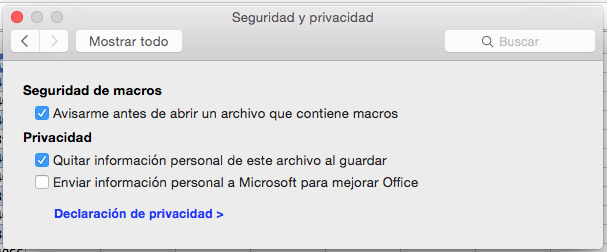 Seguridad y privacidad
Mostrar todo
Buscar
Seguridad de macros
Avisarme antes de abrir un archivo que contiene macros
Privacidad
Quitar información personal de este archivo al guardar
Enviar información personal a Microsoft para mejorar Office
Declaración de privacidad >